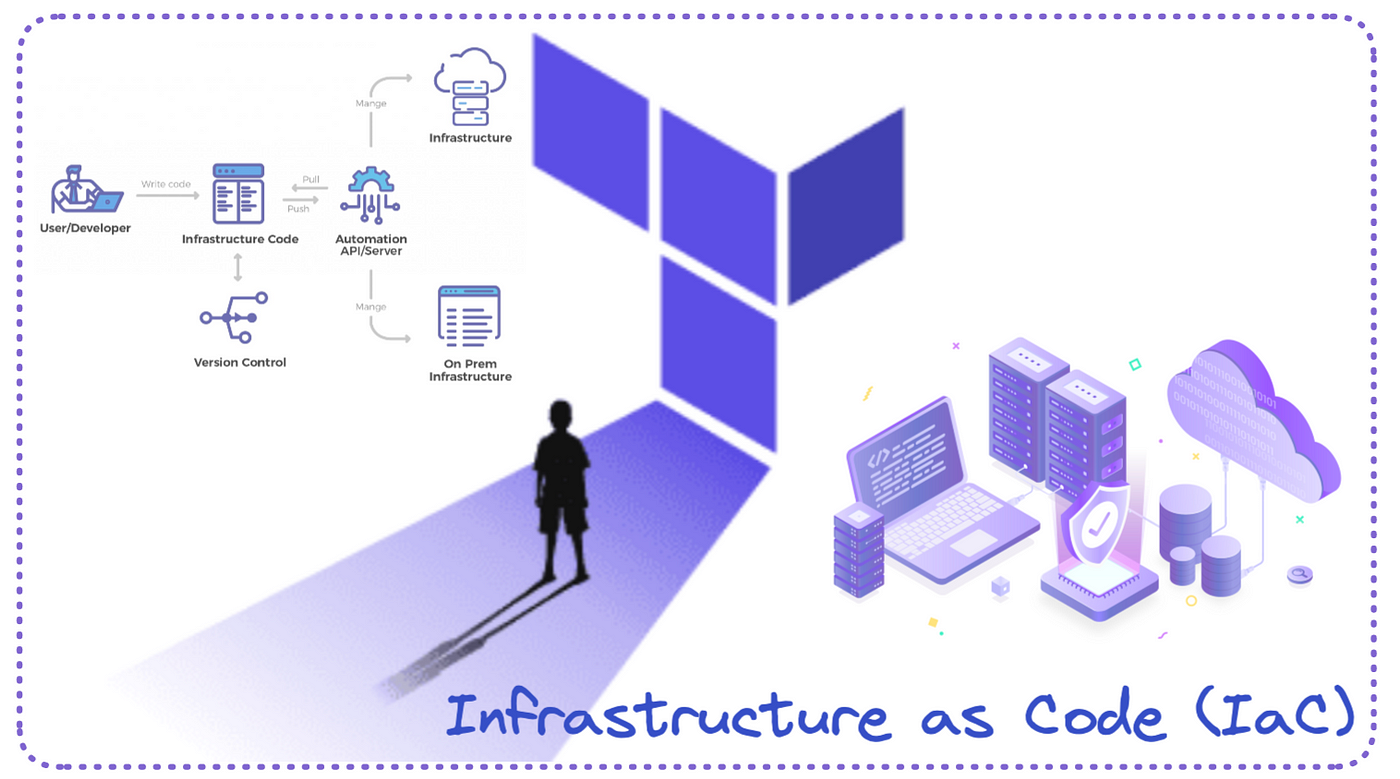 Mange
Infrastructure
Write code
Pull
Push
User/Developer
Infrastructure Code
Automation
API/Server
Mange
Version Control
On Prem
Infrastructure
</>
Infrastructure as Code (IaC)